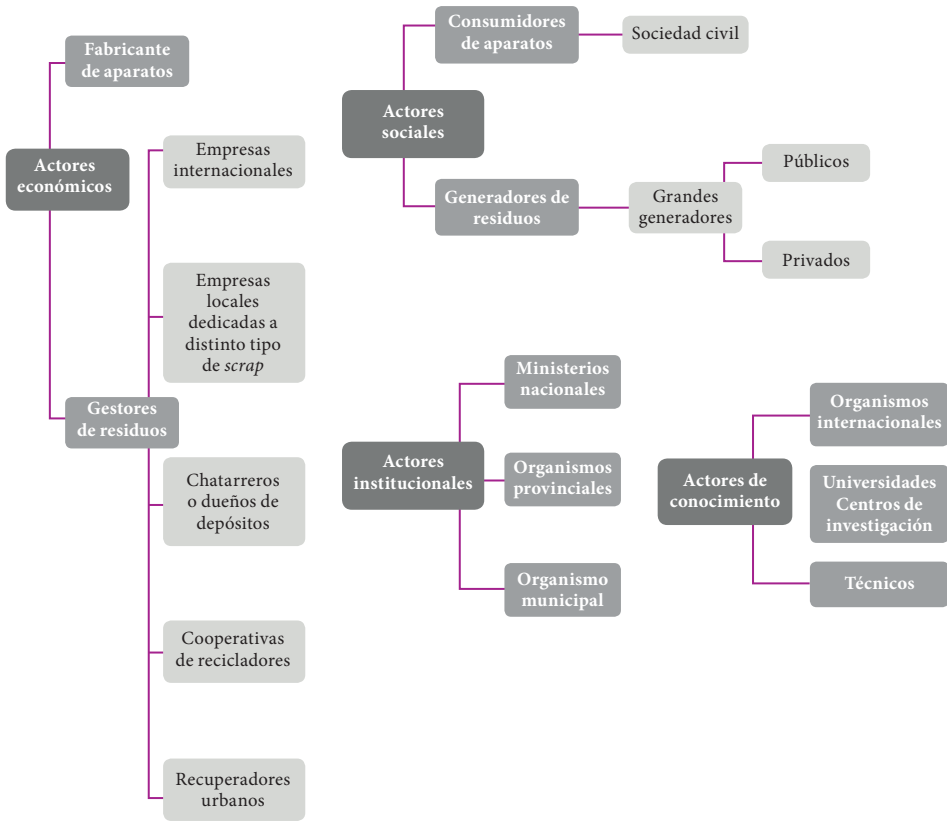 Fabricante
de aparatos
Actores
económicos
Empresas
internacionales
Empresas
locales
dedicadas a
distinto tipo
de scrap
Gestores
de residuos
Chatarreros
o dueños de
depósitos
Cooperativas
de recicladores
Recuperadores
urbanos
Consumidores
de aparatos
Sociedad civil
Actores
sociales
Generadores de
residuos
Grandes
generadores
Públicos
Privados
Ministerios
nacionales
Actores
institucionales
Organismos
provinciales
Organismo
municipal
Organismos
internacionales
Actores de
conocimiento
Universidades
Centros de
investigación
Técnicos